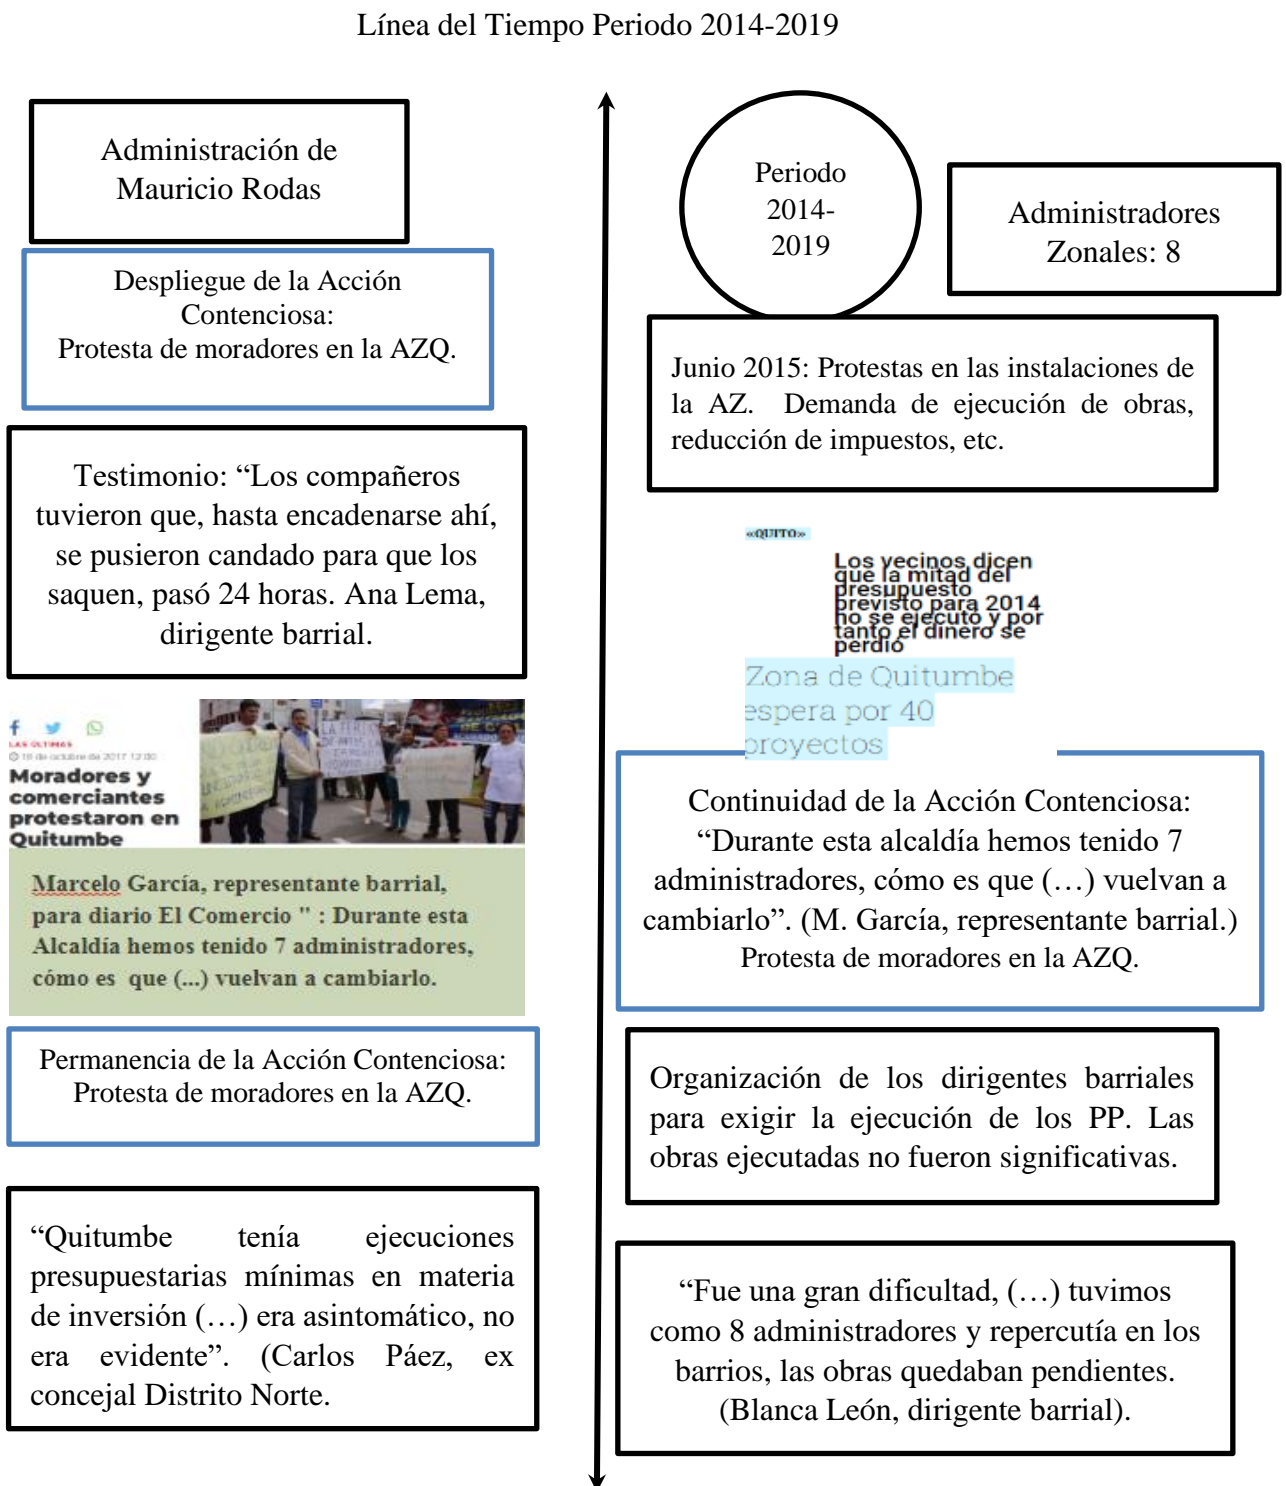 Línea del Tiempo Periodo 2014-2019
Administración de
Mauricio Rodas
Periodo
2014-
2019
Administradores
Zonales: 8
Despliegue de la Acción
Contenciosa:
Protesta de moradores en la AZQ.
Junio 2015: Protestas en las instalaciones de
la AZ. Demanda de ejecución de obras,
reducción de impuestos, etc.
Testimonio: “Los compañeros
tuvieron que, hasta encadenarse ahí,
se pusieron candado para que los
saquen, pasó 24 horas. Ana Lema,
dirigente barrial.
«QUITO»
Los vecinos dicen
que la mitad del
presupuesto
previsto para 2014
no se ejecutó y por
tanto el dinero se
perdió
Zona de Quitumbe
espera por 40
proyectos
LAS ÚLTIMAS
de octubre de 2017 12:00
Moradores y
comerciantes
protestaron en
Quitumbe
Marcelo García, representante barrial,
para diario El Comercio " : Durante esta
Alcaldía hemos tenido 7 administradores,
cómo es que (...) vuelvan a cambiarlo.
Continuidad de la Acción Contenciosa:
“Durante esta alcaldía hemos tenido 7
administradores, cómo es que (…) vuelvan a
cambiarlo”. (M. García, representante barrial.)
Protesta de moradores en la AZQ.
Permanencia de la Acción Contenciosa:
Protesta de moradores en la AZQ.
Organización de los dirigentes barriales
para exigir la ejecución de los PP. Las
obras ejecutadas no fueron significativas.
“Quitumbe tenía ejecuciones
presupuestarias mínimas en materia
de inversión (…) era asintomático, no
era evidente”. (Carlos Páez, ex
concejal Distrito Norte.
“Fue una gran dificultad, (…) tuvimos
como 8 administradores y repercutía en los
barrios, las obras quedaban pendientes.
(Blanca León, dirigente barrial).